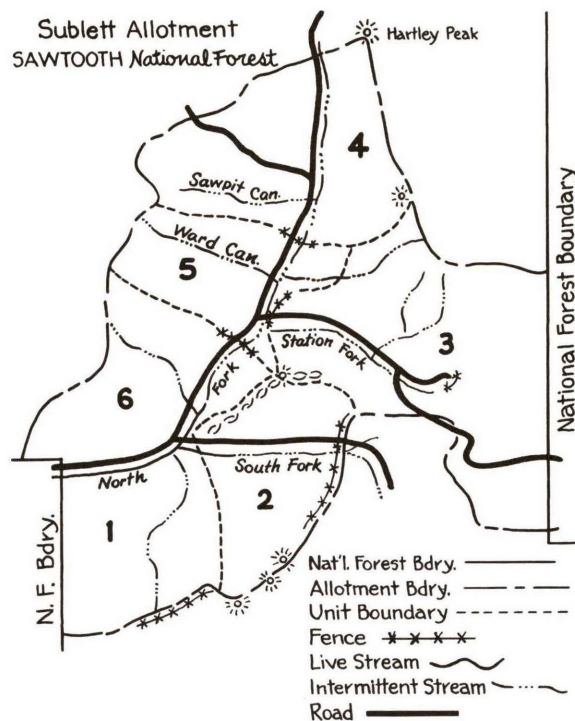 Sublett Allotment
SAWTOOTH National Forest
Hartley Peak
4
Sawpit Can.
Ward Can.
5
Station Fork
3
Fork
6
North
South Fork
2
1
N. F. Bdry.
National Forest Boundary
Nat'l. Forest Bdry.
Allotment Bdry.
Unit Boundary
Fence
Live Stream
Intermittent Stream
Road